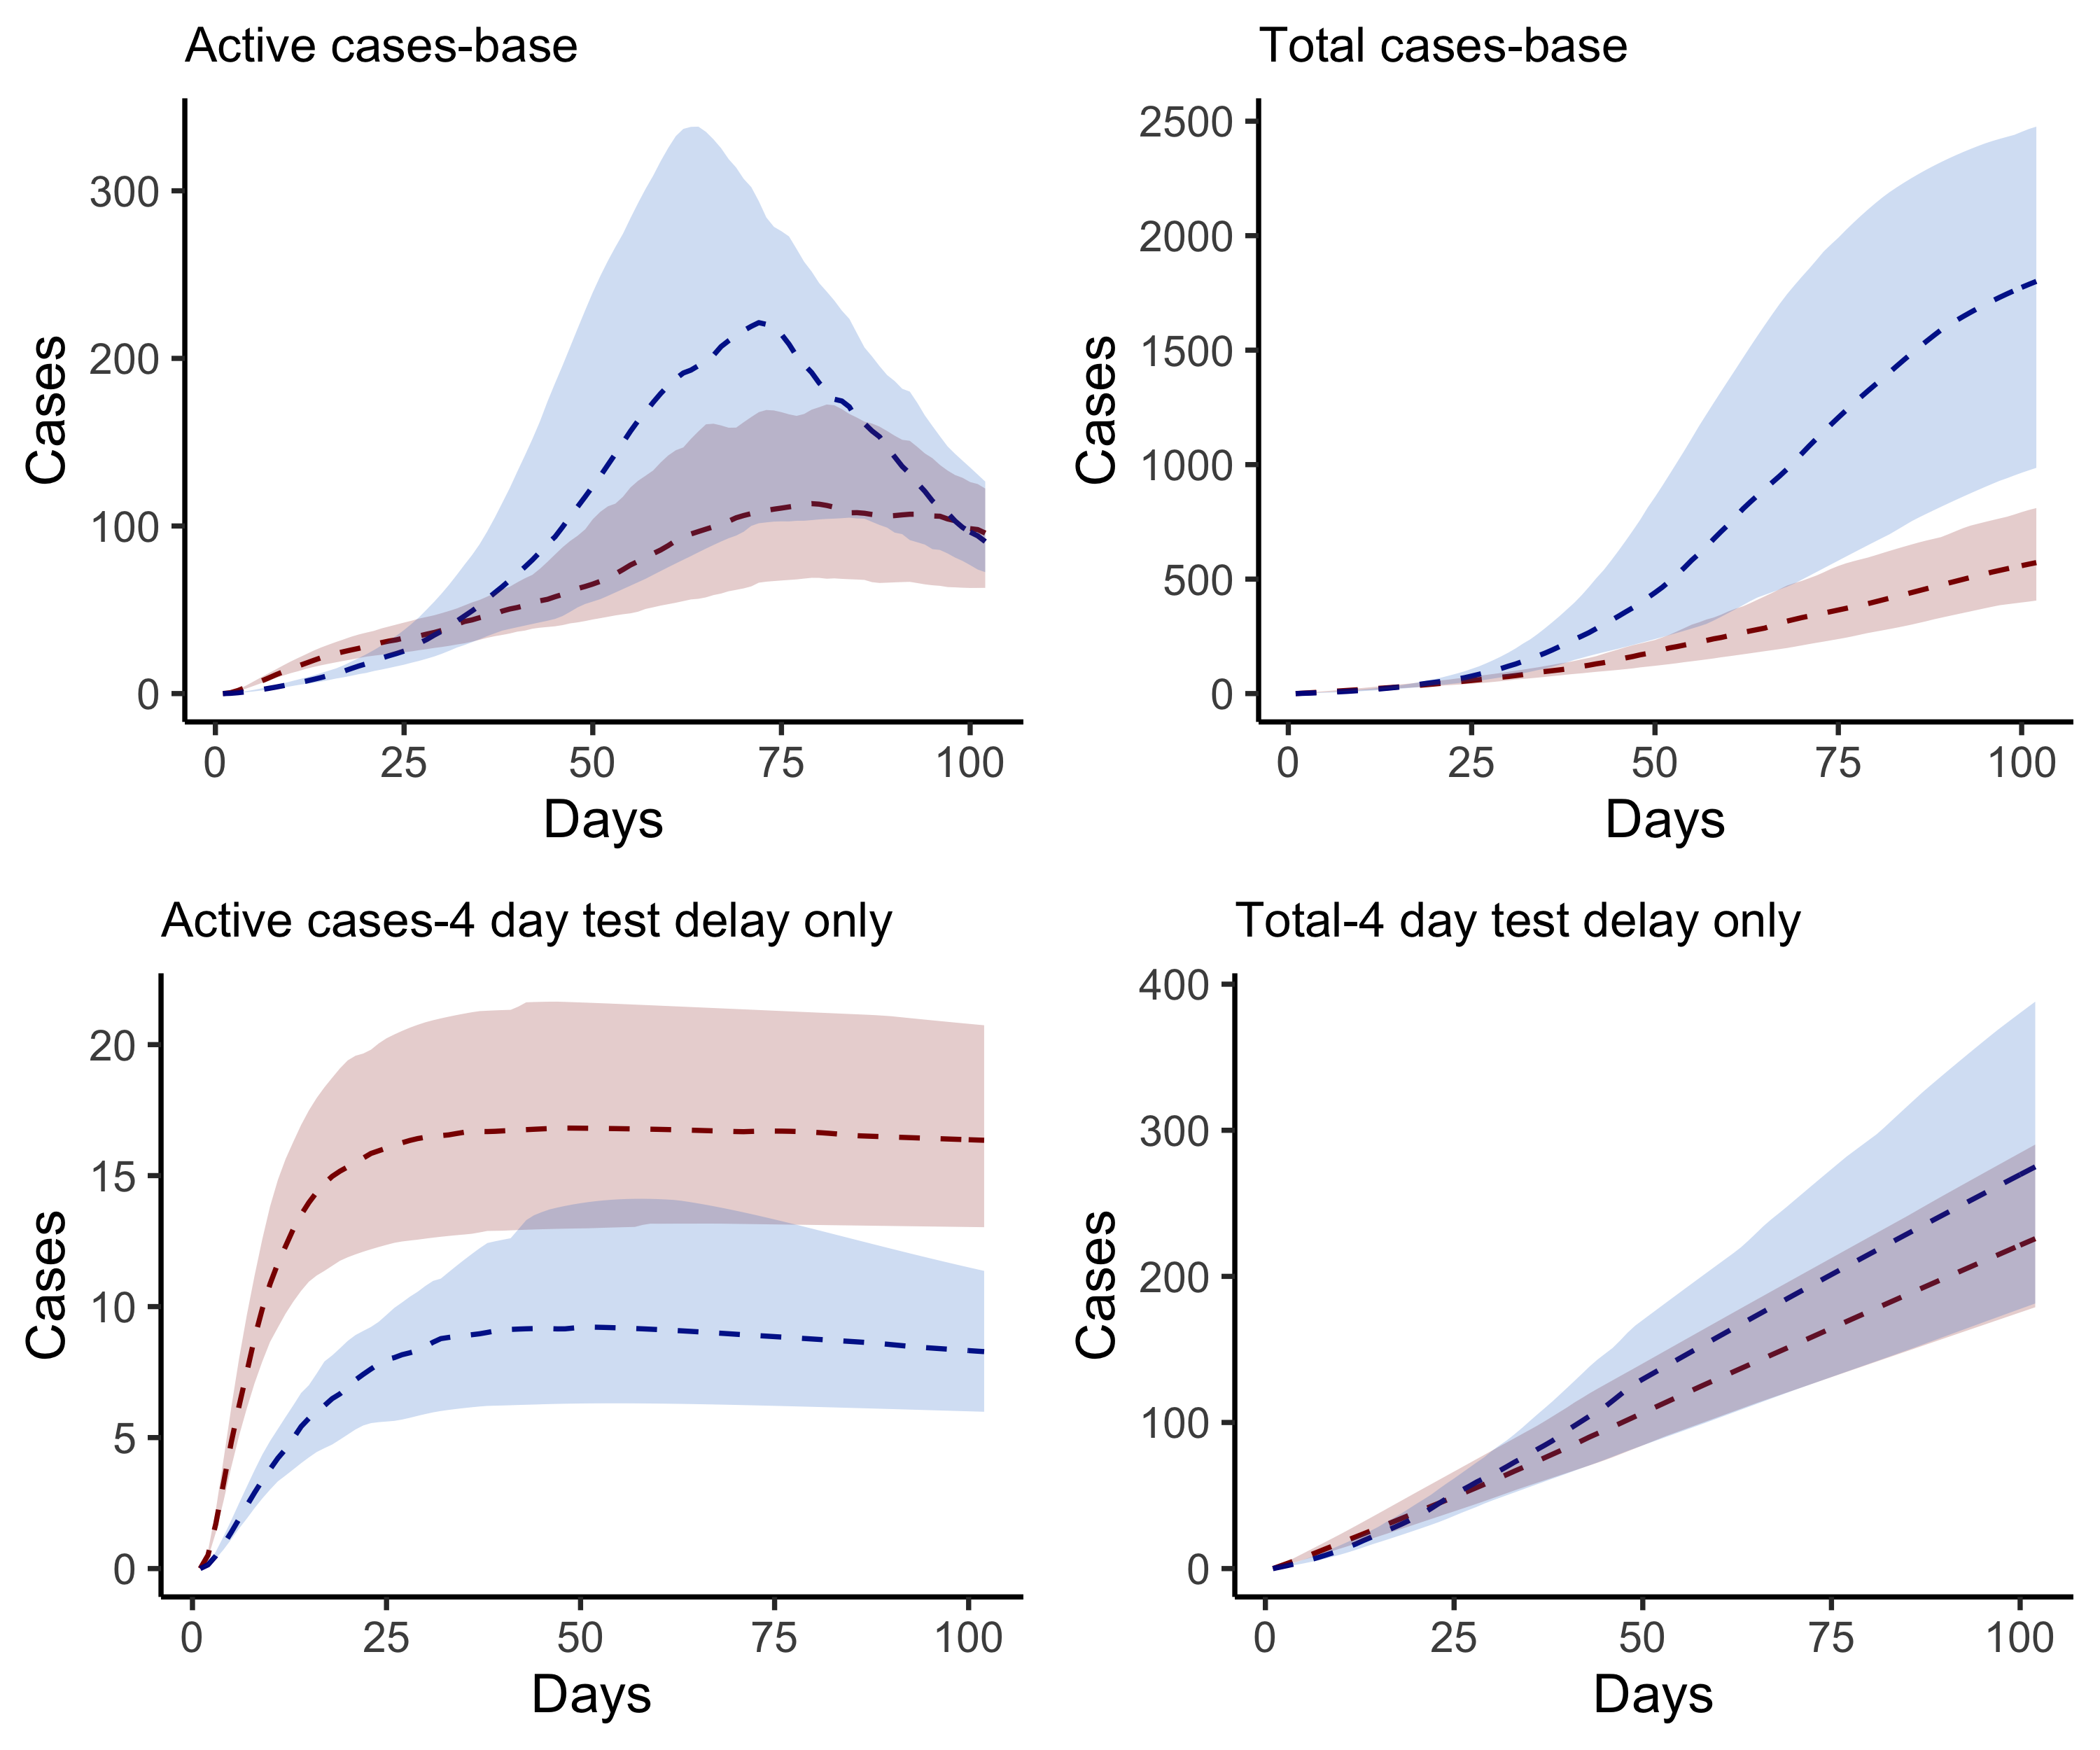 Active cases-base
Cases
300
200
100
0
0 25 50 75 100
Days
Total cases-base
Cases
2500
2000
1500
1000
500
0
0 25 50 75 100
Days
Active cases-4 day test delay only
Cases
20
15
10
5
0
0 25 50 75 100
Days
Total-4 day test delay only
Cases
400
300
200
100
0
0 25 50 75 100
Days